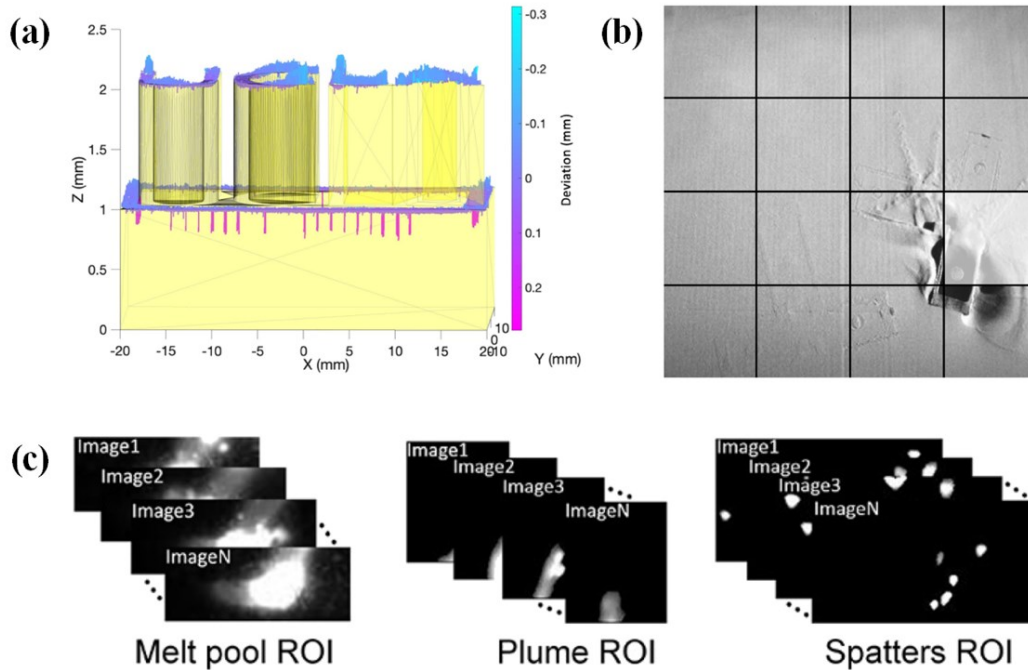 (a)
2.5
2
1.5
1
0.5
0
Z (mm)
-20
-15
-10
-5
0
5
10
15
20
X (mm)
10
0
-10
Y (mm)
-0.3
-0.2
-0.1
0
0.1
0.2
Deviation (mm)
(b)
(c)
Image1
Image2
Image3
ImageN
Melt pool ROI
Image1
Image2
Image3
ImageN
Plume ROI
Image1
Image2
Image3
ImageN
Spatters ROI